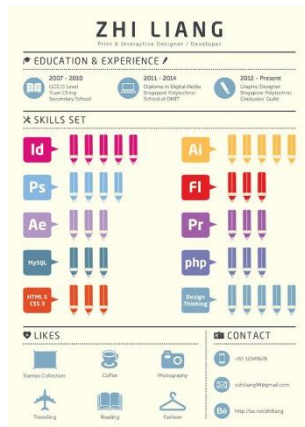 ZHI LIANG
Print & Interactive Designer / Developer
EDUCATION & EXPERIENCE
2007 - 2010
GCE O Level
Yuan Ching
Secondary School
2011 - 2014
Diploma in Digital Media
Singapore Polytechnic
School of DMIT
2012 - Present
Graphic Designer
Singapore Polytechnic
Graduates' Guild
SKILLS SET
Id
Ai
Ps
Fl
Ae
Pr
MySQL
php
HTML 5
CSS 3
Design
Thinking
LIKES
Stamps Collection
Coffee
Photography
Travelling
Reading
Fashion
CONTACT
+65 12345678
Bē